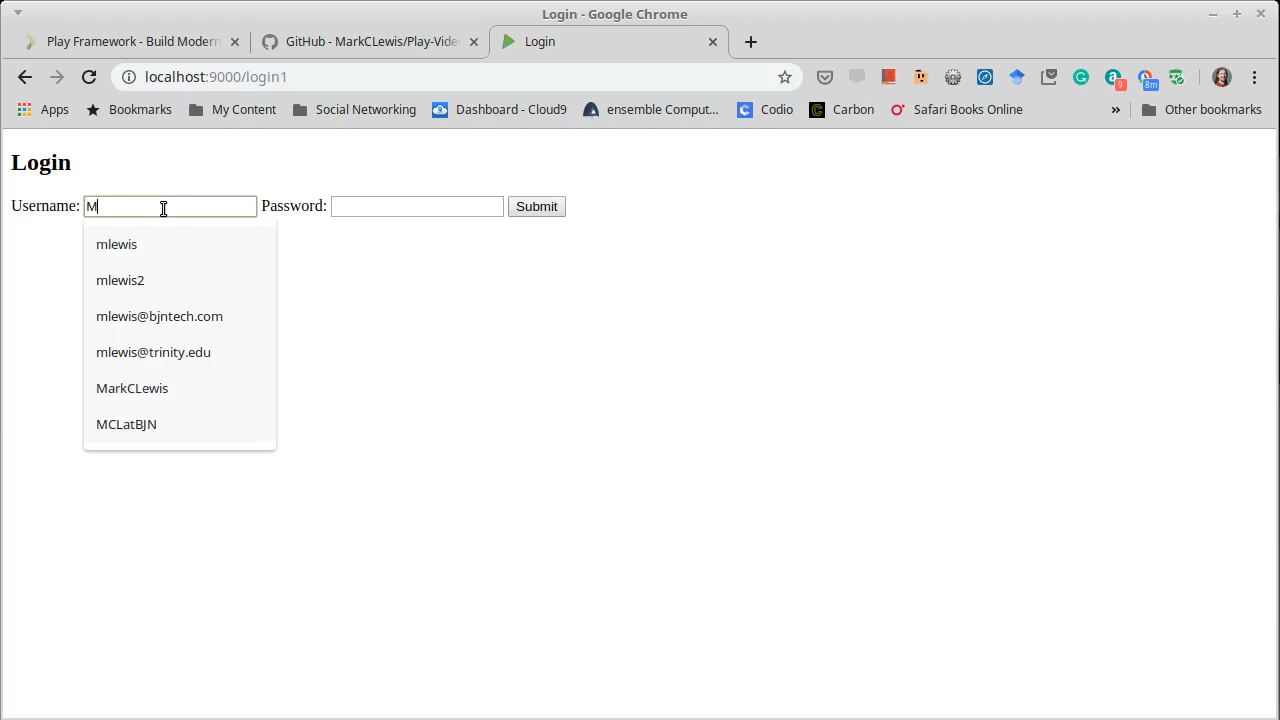 Login - Google Chrome
Play Framework - Build Modern
GitHub - MarkCLewis/Play-Vide
Login
localhost:9000/login1
9
8m
Apps
Bookmarks
My Content
Social Networking
Dashboard - Cloud9
ensemble Comput...
Codio
Carbon
Safari Books Online
»
Other bookmarks
Login
Username: M Password: Submit
mlewis
mlewis2
mlewis@bjntech.com
mlewis@trinity.edu
MarkCLewis
MCLatBJN